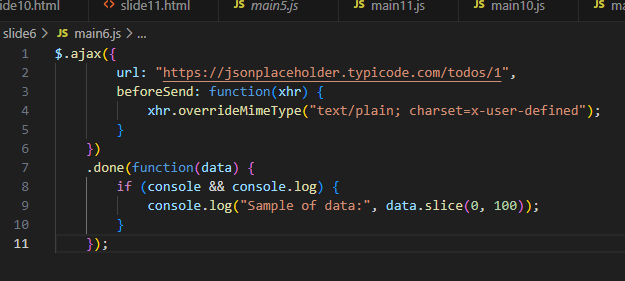 ide10.html slide11.html JS main5.js JS main11.js JS main10.js JS ma
slide6 > JS main6.js > ...
1 $.ajax({
2 url: "https://jsonplaceholder.typicode.com/todos/1",
3 beforeSend: function(xhr) {
4 xhr.overrideMimeType("text/plain; charset=x-user-defined");
5 }
6 })
7 .done(function(data) {
8 if (console && console.log) {
9 console.log("Sample of data:", data.slice(0, 100));
10 }
11 });